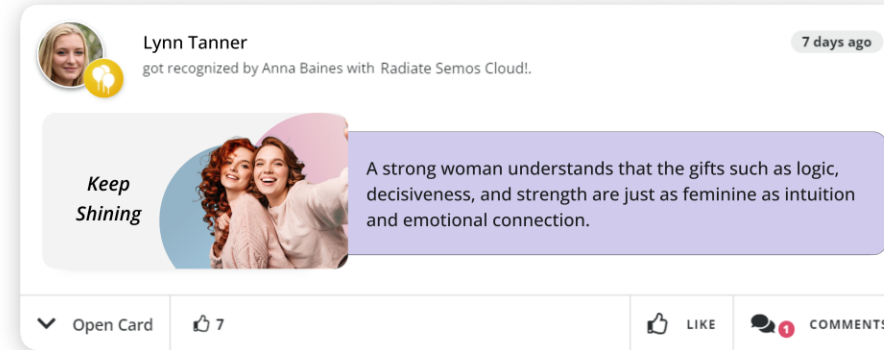 Lynn Tanner
7 days ago
got recognized by Anna Baines with Radiate Semos Cloud!.
Keep
Shining
A strong woman understands that the gifts such as logic,
decisiveness, and strength are just as feminine as intuition
and emotional connection.
Open Card
7
LIKE
1
COMMENTS